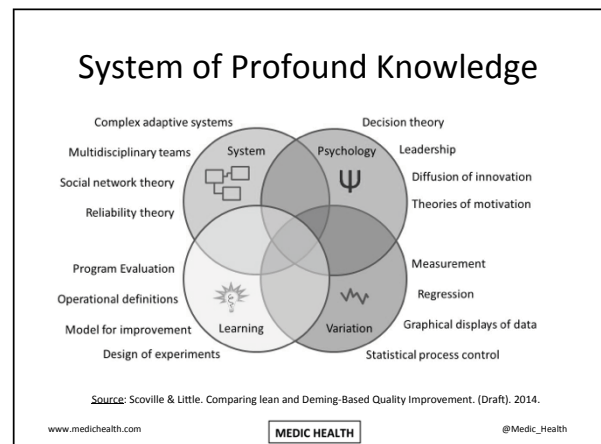 System of Profound Knowledge
Complex adaptive systems
Multidisciplinary teams
Social network theory
Reliability theory
System
Psychology
Ψ
Decision theory
Leadership
Diffusion of innovation
Theories of motivation
Program Evaluation
Operational definitions
Model for improvement
Design of experiments
Learning
Variation
Measurement
Regression
Graphical displays of data
Statistical process control
Source: Scoville & Little. Comparing lean and Deming-Based Quality Improvement. (Draft). 2014.
www.medichealth.com
MEDIC HEALTH
@Medic_Health